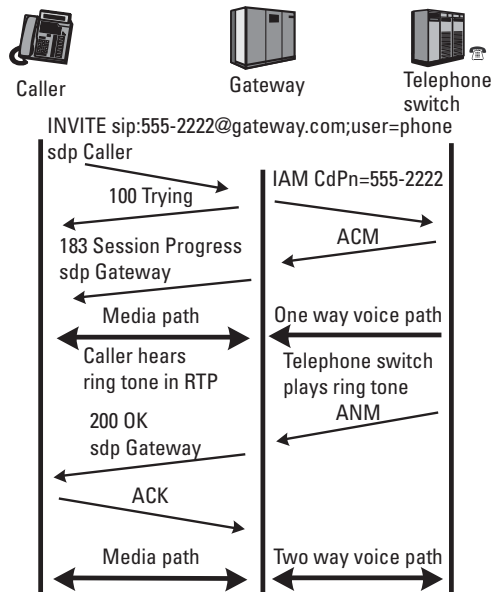 Caller
Gateway
Telephone
switch
INVITE sip:555-2222@gateway.com;user=phone
sdp Caller
IAM CdPn=555-2222
100 Trying
ACM
183 Session Progress
sdp Gateway
Media path
One way voice path
Caller hears
ring tone in RTP
Telephone switch
plays ring tone
ANM
200 OK
sdp Gateway
ACK
Media path
Two way voice path